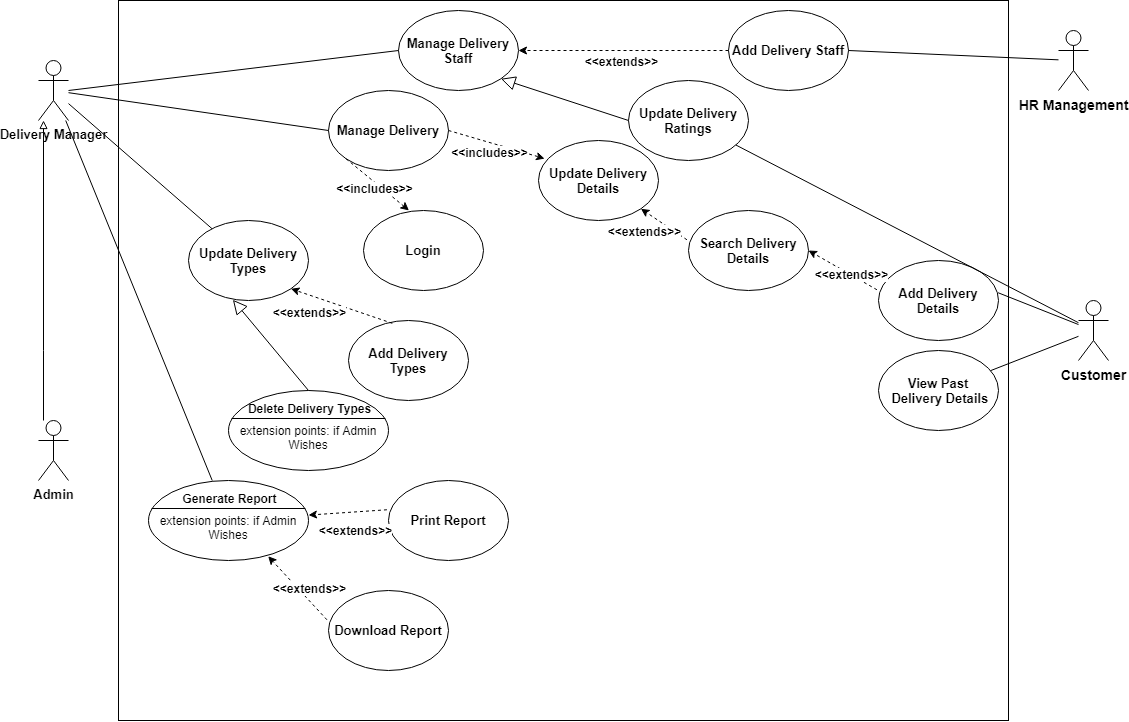 Manage Delivery
Staff
<<extends>>
Add Delivery Staff
HR Management
Delivery Manager
Manage Delivery
Update Delivery
Ratings
<<includes>>
<<includes>>
Update Delivery
Details
<<extends>>
Login
Search Delivery
Details
<<extends>>
Add Delivery
Details
Update Delivery
Types
<<extends>>
Add Delivery
Types
Customer
View Past
Delivery Details
Delete Delivery Types
extension points: if Admin
Wishes
Admin
Generate Report
extension points: if Admin
Wishes
<<extends>>
Print Report
<<extends>>
Download Report